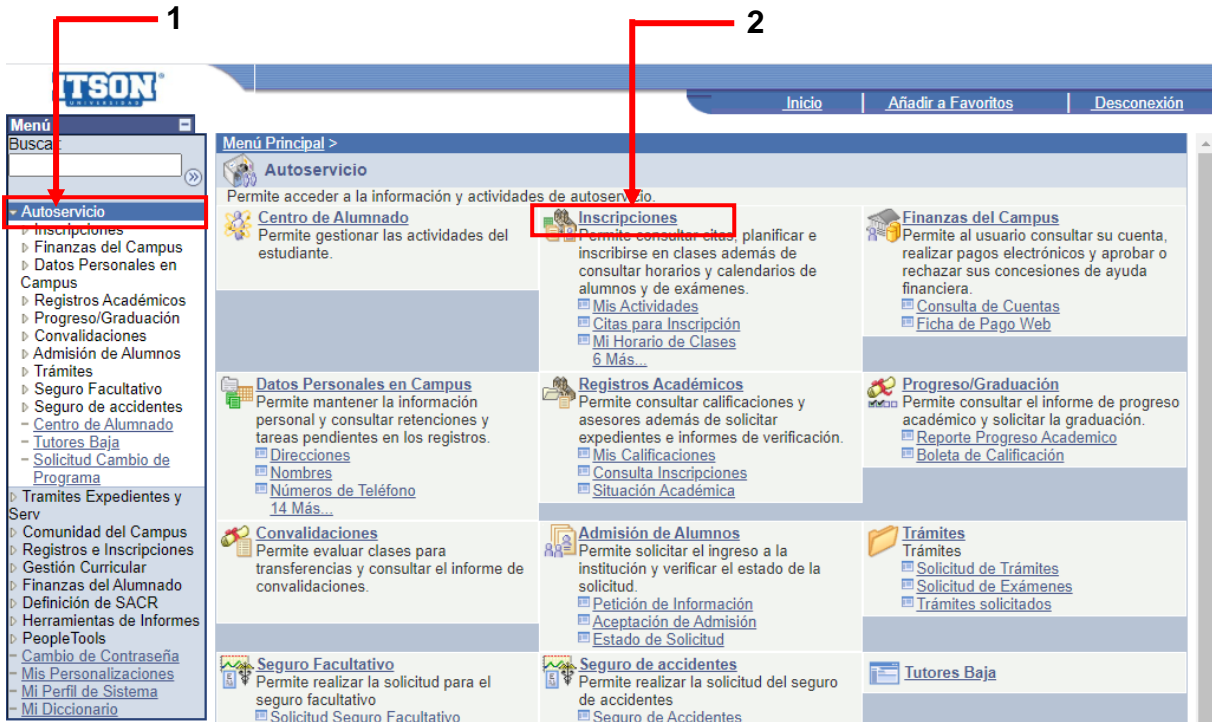 1
2
ITSON
UNIVERSIDAD
Inicio
Añadir a Favoritos
Desconexión
Menú
Buscar:
Autoservicio
Inscripciones
Finanzas del Campus
Datos Personales en
Campus
Registros Académicos
Progreso/Graduación
Convalidaciones
Admisión de Alumnos
Trámites
Seguro Facultativo
Seguro de accidentes
Centro de Alumnado
Tutores Baja
Solicitud Cambio de
Programa
Tramites Expedientes y
Serv
Comunidad del Campus
Registros e Inscripciones
Gestión Curricular
Finanzas del Alumnado
Definición de SACR
Herramientas de Informes
PeopleTools
Cambio de Contraseña
Mis Personalizaciones
Mi Perfil de Sistema
Mi Diccionario
Menú Principal >
Autoservicio
Permite acceder a la información y actividades de autoservicio.
Centro de Alumnado
Permite gestionar las actividades del
estudiante.
Inscripciones
Permite consultar citas, planificar e
inscribirse en clases además de
consultar horarios y calendarios de
alumnos y de exámenes.
Mis Actividades
Citas para Inscripción
Mi Horario de Clases
6 Más...
Finanzas del Campus
Permite al usuario consultar su cuenta,
realizar pagos electrónicos y aprobar o
rechazar sus concesiones de ayuda
financiera.
Consulta de Cuentas
Ficha de Pago Web
Datos Personales en Campus
Permite mantener la información
personal y consultar retenciones y
tareas pendientes en los registros.
Direcciones
Nombres
Números de Teléfono
14 Más...
Registros Académicos
Permite consultar calificaciones y
asesores además de solicitar
expedientes e informes de verificación.
Mis Calificaciones
Consulta Inscripciones
Situación Académica
Progreso/Graduación
Permite consultar el informe de progreso
académico y solicitar la graduación.
Reporte Progreso Academico
Boleta de Calificación
Convalidaciones
Permite evaluar clases para
transferencias y consultar el informe de
convalidaciones.
Admisión de Alumnos
Permite solicitar el ingreso a la
institución y verificar el estado de la
solicitud.
Petición de Información
Aceptación de Admisión
Estado de Solicitud
Trámites
Trámites
Solicitud de Trámites
Solicitud de Exámenes
Trámites solicitados
Seguro Facultativo
Permite realizar la solicitud para el
seguro facultativo
Solicitud Seguro Facultativo
Seguro de accidentes
Permite realizar la solicitud del seguro
de accidentes
Seguro de Accidentes
Tutores Baja